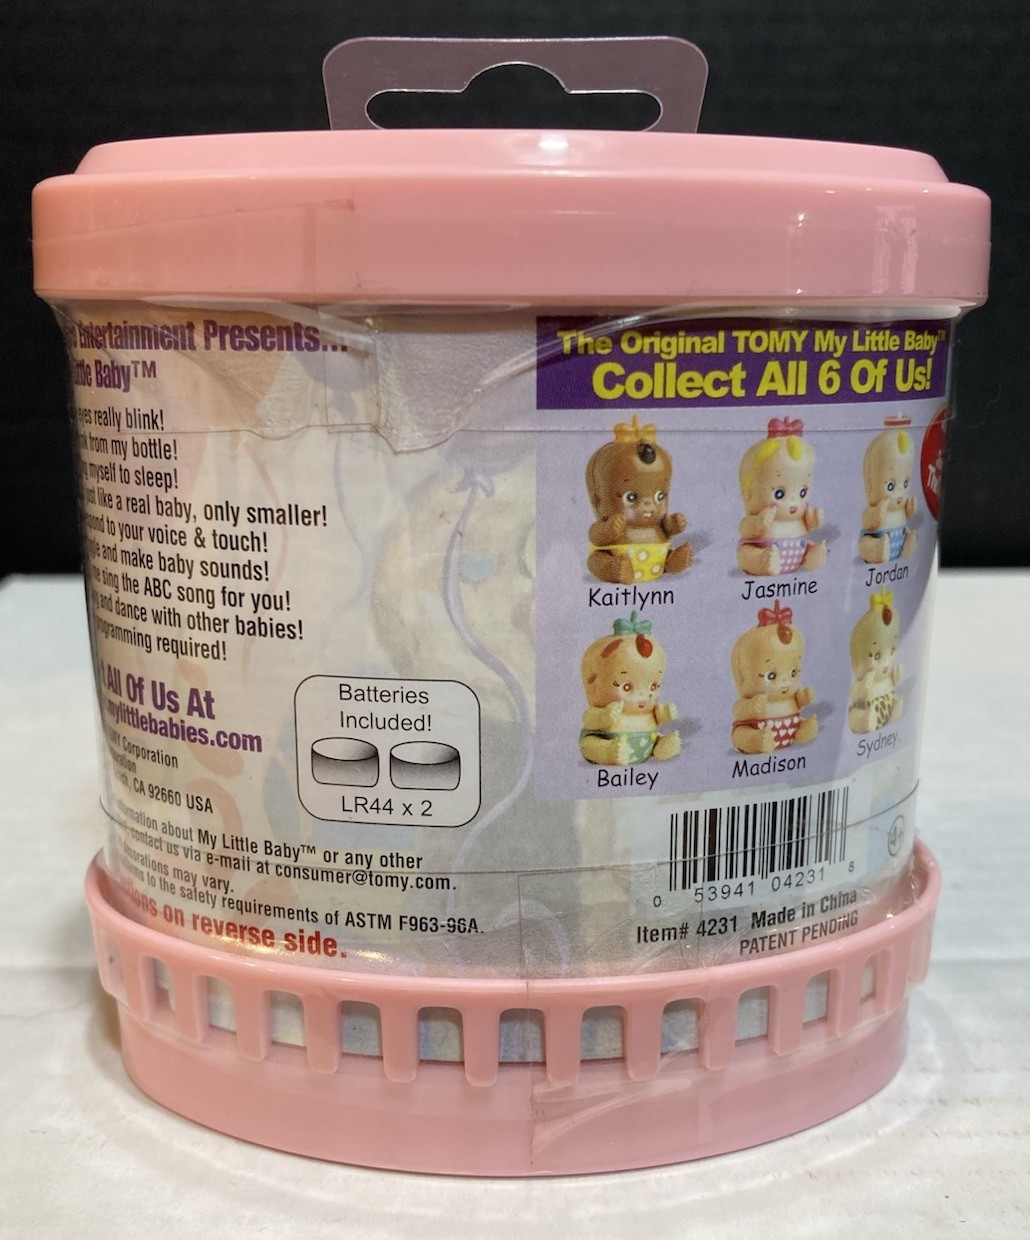 Entertainment Presents...
Little Baby™
eyes really blink!
from my bottle!
myself to sleep!
just like a real baby, only smaller!
respond to your voice & touch!
and make baby sounds!
sing the ABC song for you!
and dance with other babies!
programming required!
All Of Us At
mylittlebabies.com
Corporation
CA 92660 USA
information about My Little Baby™ or any other
contact us via e-mail at consumer@tomy.com.
may vary.
to the safety requirements of ASTM F963-96A.
on reverse side.
Batteries
Included!
LR44 x 2
The Original TOMY My Little Baby™
Collect All 6 Of Us!
Kaitlynn
Jasmine
Jordan
Bailey
Madison
Sydney
0 53941 04231 8
4+
Item# 4231 Made in China
PATENT PENDING